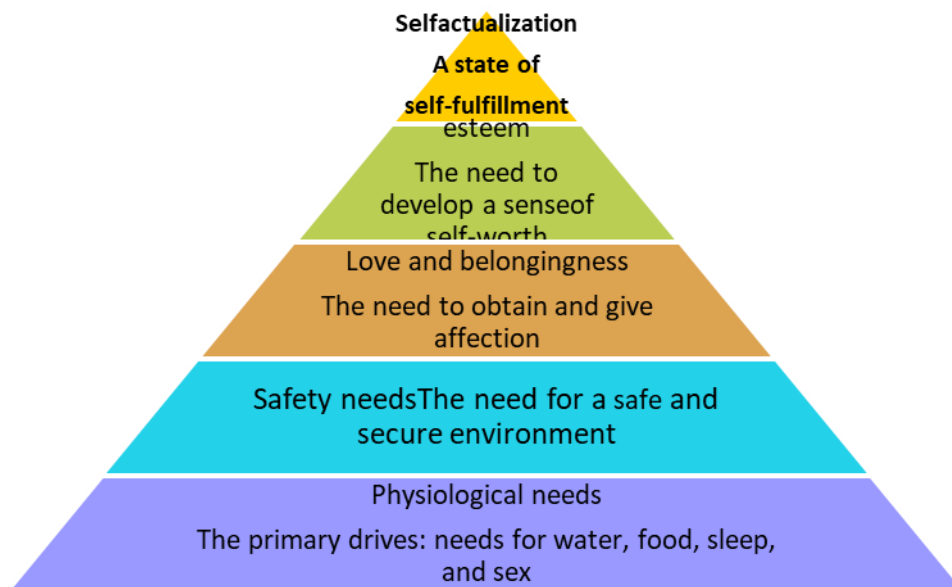 Selfactualization
A state of
self-fulfillment
esteem
The need to
develop a senseof
self-worth
Love and belongingness
The need to obtain and give
affection
Safety needsThe need for a safe and
secure environment
Physiological needs
The primary drives: needs for water, food, sleep,
and sex